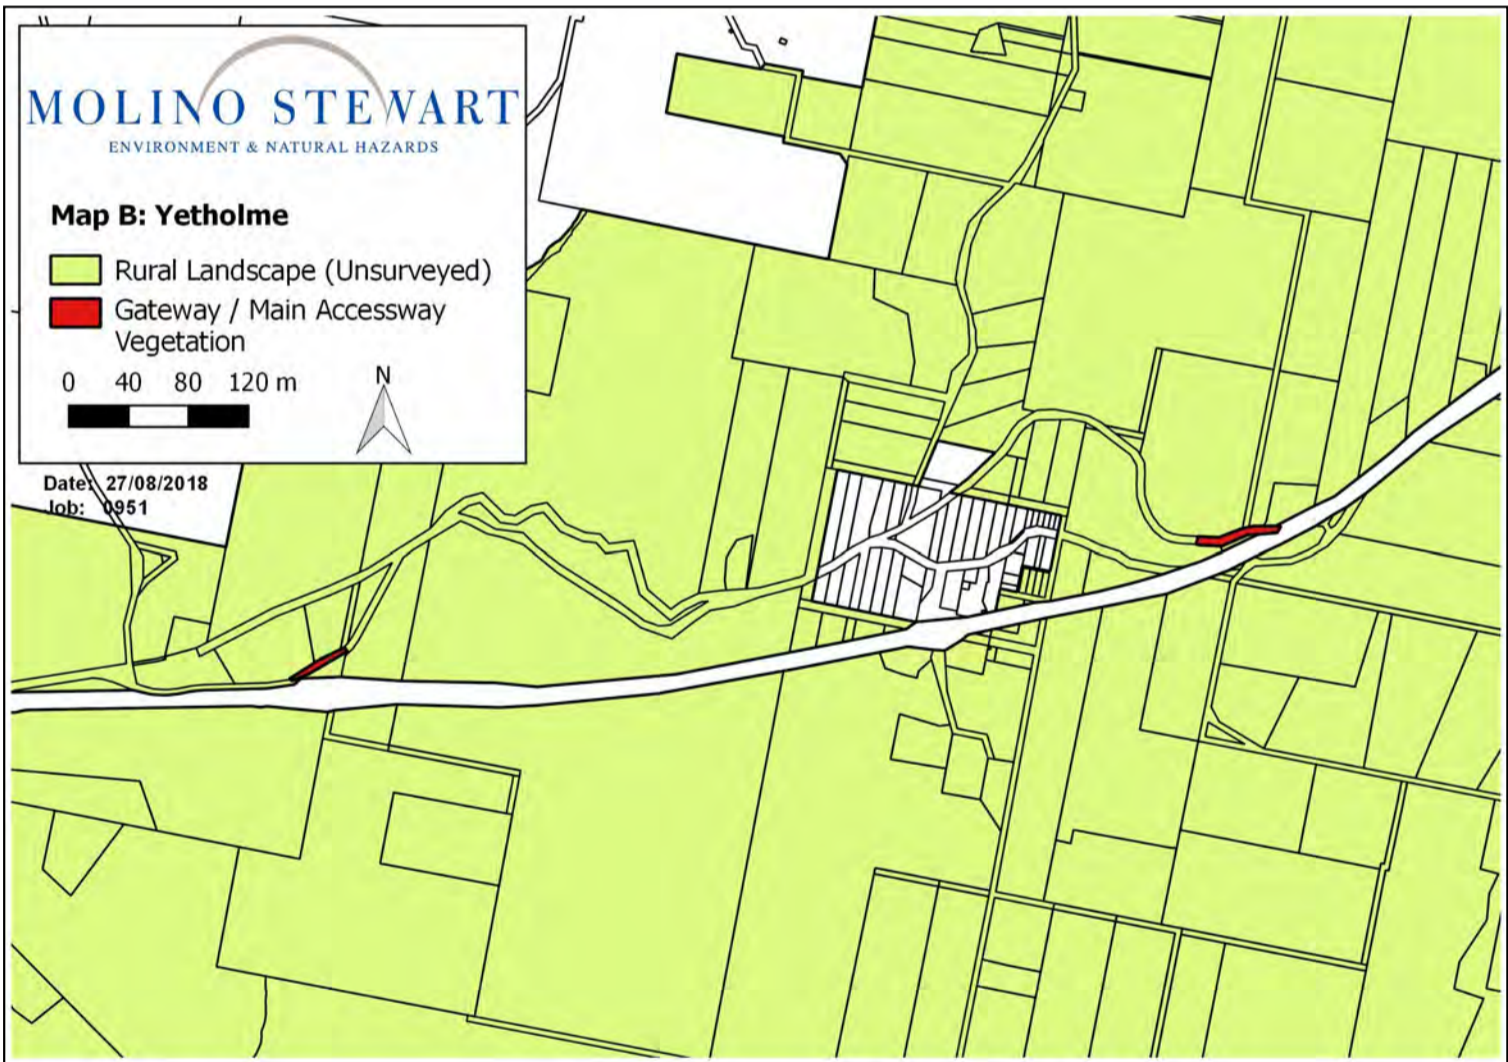 MOLINO STEWART
ENVIRONMENT & NATURAL HAZARDS
Map B: Yetholme
Rural Landscape (Unsurveyed)
Gateway / Main Accessway
Vegetation
0 40 80 120 m
N
Date: 27/08/2018
Job: 0951